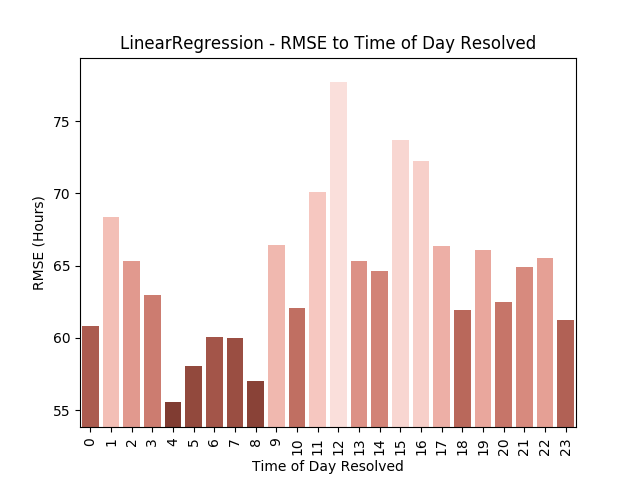 LinearRegression - RMSE to Time of Day Resolved
75
70
65
60
55
RMSE (Hours)
0 1 2 3 4 5 6 7 8 9 10 11 12 13 14 15 16 17 18 19 20 21 22 23
Time of Day Resolved